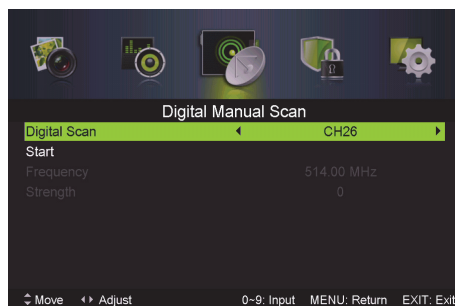 Digital Manual Scan
Digital Scan CH26
Start
Frequency 514.00 MHz
Strength 0
Move Adjust 0~9: Input MENU: Return EXIT: Exit